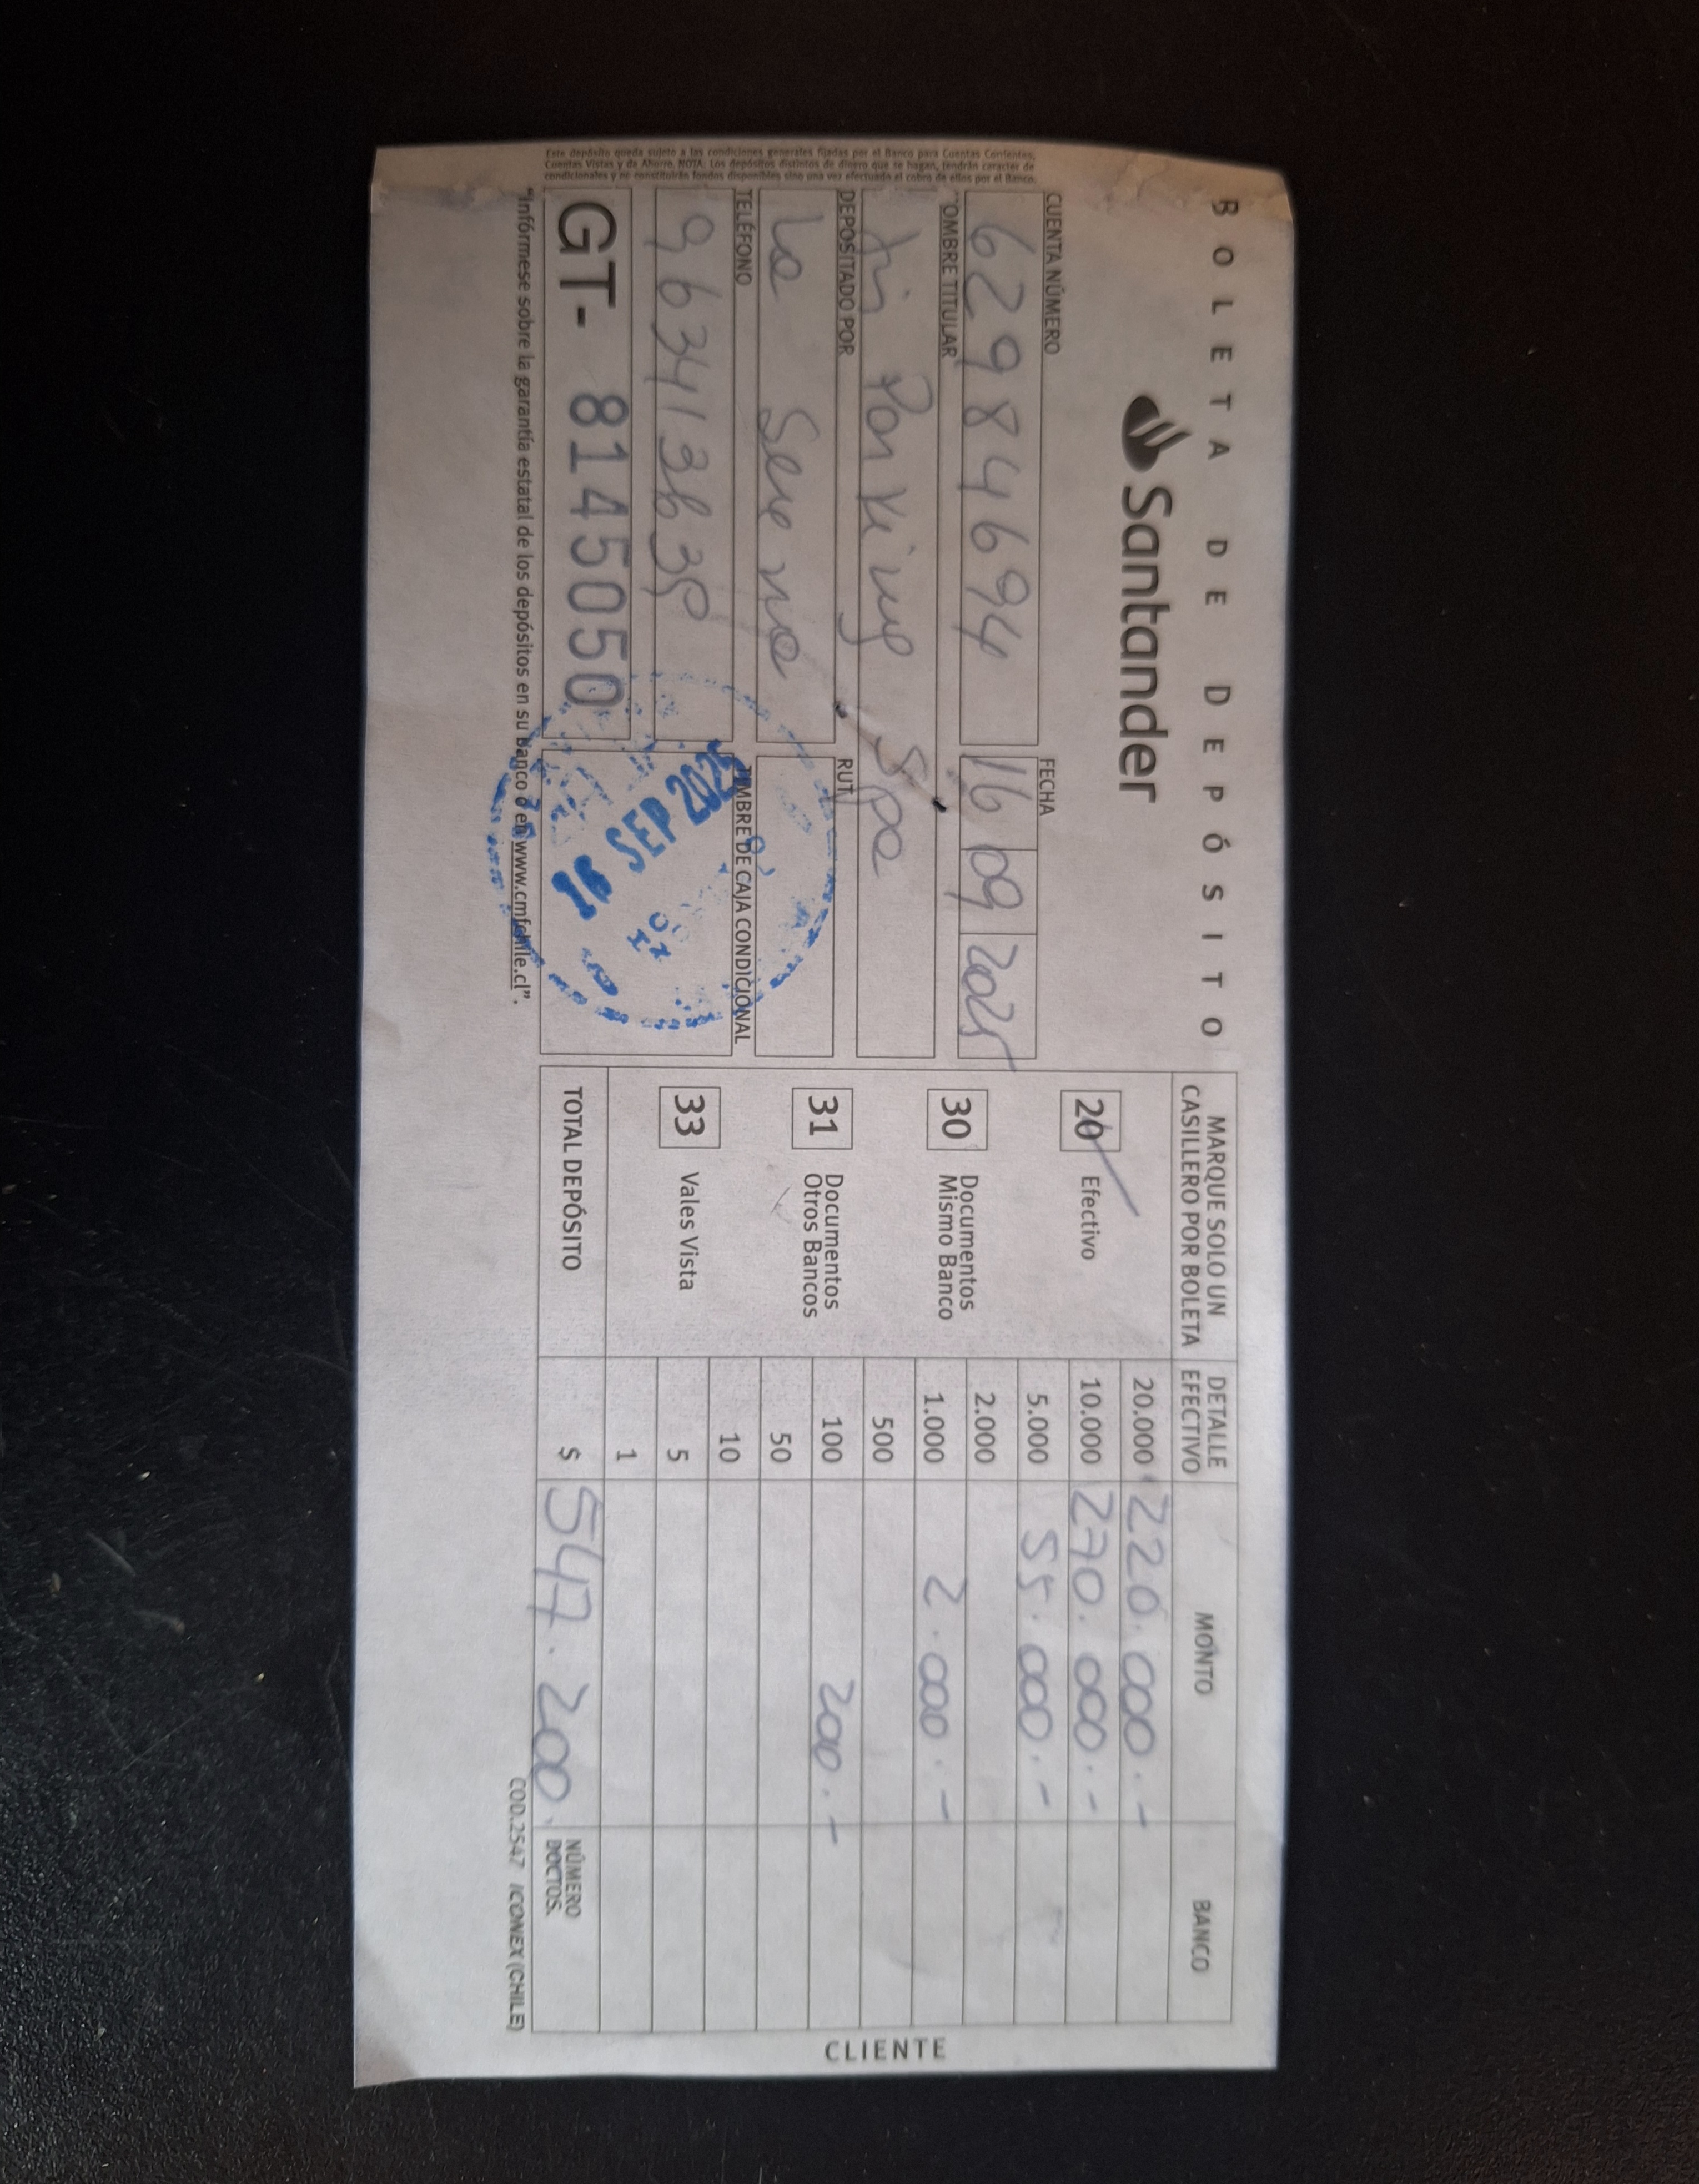 BOLETA DE DEPÓSITO
Santander
CUENTA NÚMERO
FECHA
629846694
16 09 2025
OMBRE TITULAR
Parking Spa
DEPOSITADO POR
RUT
La Serena
TELÉFONO
TIMBRE DE CAJA CONDICIONAL
963413639
16 SEP 2025
GT- 8145050
"Infórmese sobre la garantía estatal de los depósitos en su banco o en www.cmfchile.cl".
Este depósito queda sujeto a las condiciones generales fijadas por el Banco para Cuentas Corrientes,
Cuentas Vistas y de Ahorro. NOTA: Los depósitos distintos de dinero que se hagan, tendrán carácter de
condicionales y no constituirán fondos disponibles sino una vez efectuado el cobro de ellos por el Banco.
MARQUE SOLO UN
CASILLERO POR BOLETA
DETALLE
EFECTIVO
MONTO
BANCO
20 Efectivo
30 Documentos
Mismo Banco
31 Documentos
Otros Bancos
33 Vales Vista
20.000 220.000.-
10.000 270.000.-
5.000 55.000.-
2.000
1.000 2.000.-
500
100 200.-
50
10
5
1
TOTAL DEPÓSITO $ 547.200.
NÚMERO
DOCTOS.
COD.2547 ICONEX (CHILE)
CLIENTE